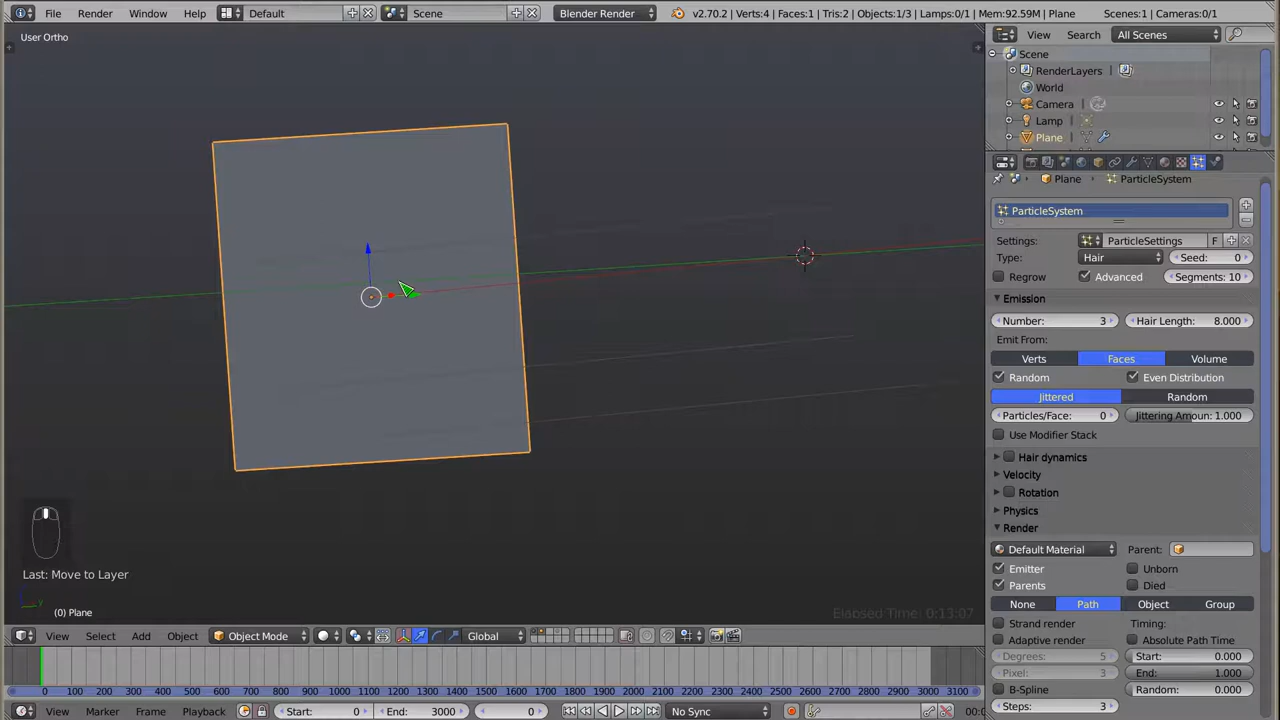 File Render Window Help Default Scene Blender Render v2.70.2 | Verts:4 | Faces:1 | Tris:2 | Objects:1/3 | Lamps:0/1 | Mem:92.59M | Plane Scenes:1 | Cameras:0/1
User Ortho
View Search All Scenes
Scene
RenderLayers
World
Camera
Lamp
Plane
Plane ParticleSystem
ParticleSystem
Settings: ParticleSettings F
Type: Hair Seed: 0
Regrow Advanced Segments: 10
Emission
Number: 3 Hair Length: 8.000
Emit From:
Verts Faces Volume
Random Even Distribution
Jittered Random
Particles/Face: 0 Jittering Amoun: 1.000
Use Modifier Stack
Hair dynamics
Velocity
Rotation
Physics
Render
Default Material Parent:
Emitter Unborn
Parents Died
None Path Object Group
Strand render Timing:
Adaptive render Absolute Path Time
Degrees: 5 Start: 0.000
Pixel: 3 End: 1.000
B-Spline Random: 0.000
Steps: 3
Last: Move to Layer
(0) Plane
Elapsed Time: 0:13:07
View Select Add Object Object Mode Global
0 100 200 300 400 500 600 700 800 900 1000 1100 1200 1300 1400 1500 1600 1700 1800 1900 2000 2100 2200 2300 2400 2500 2600 2700 2800 2900 3000 3100
View Marker Frame Playback Start: 0 End: 3000 0 No Sync